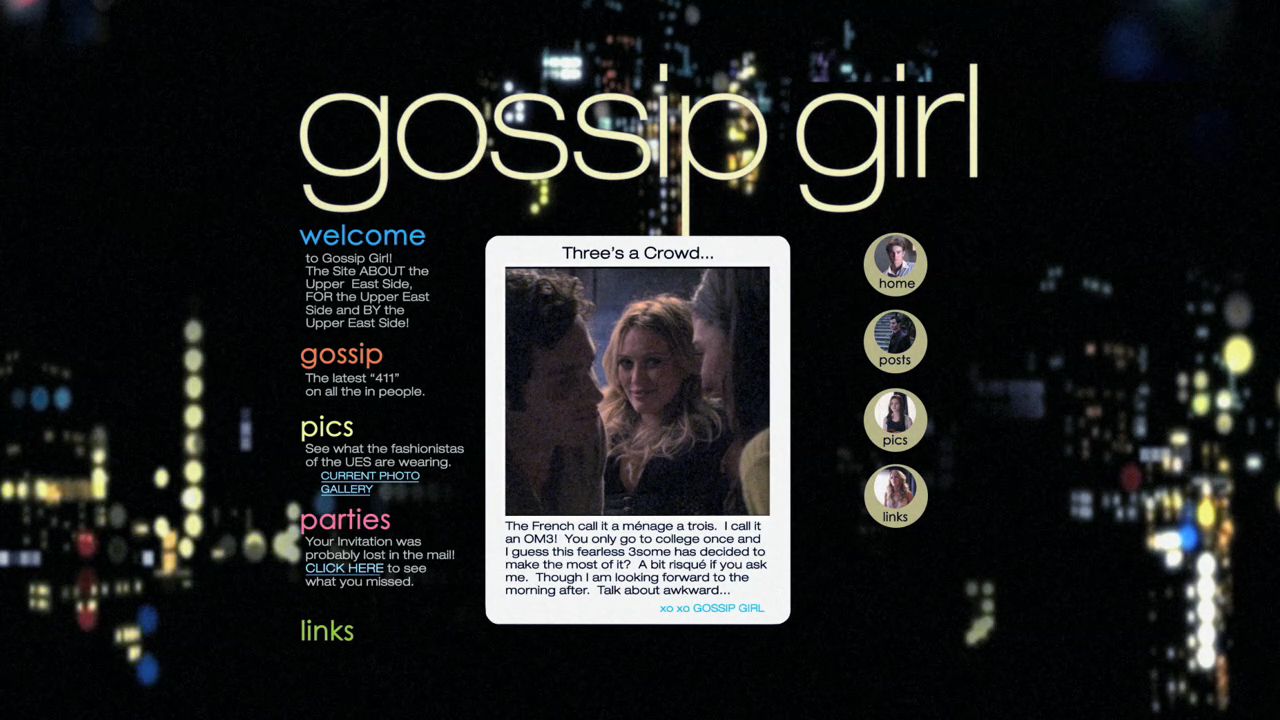 gossip girl
welcome
to Gossip Girl!
The Site ABOUT the
Upper East Side,
FOR the Upper East
Side and BY the
Upper East Side!
gossip
The latest “411”
on all the in people.
pics
See what the fashionistas
of the UES are wearing.
CURRENT PHOTO
GALLERY
parties
Your Invitation was
probably lost in the mail!
CLICK HERE to see
what you missed.
links
Three's a Crowd...
The French call it a ménage a trois. I call it
an OM3! You only go to college once and
I guess this fearless 3some has decided to
make the most of it? A bit risqué if you ask
me. Though I am looking forward to the
morning after. Talk about awkward...
xo xo GOSSIP GIRL
home
posts
pics
links